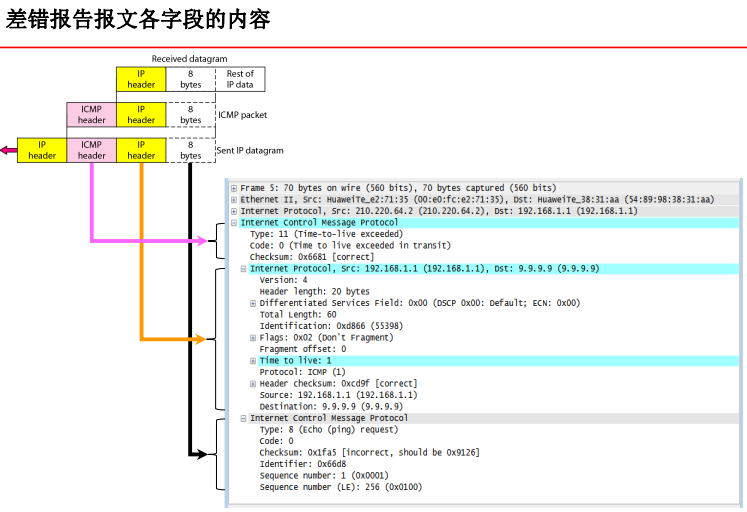 差错报告报文各字段的内容
Received datagram
IP header
8 bytes
Rest of IP data
ICMP header
IP header
8 bytes
ICMP packet
IP header
ICMP header
IP header
8 bytes
Sent IP datagram
Frame 5: 70 bytes on wire (560 bits), 70 bytes captured (560 bits)
Ethernet II, Src: HuaweiTe_e2:71:35 (00:e0:fc:e2:71:35), Dst: HuaweiTe_38:31:aa (54:89:98:38:31:aa)
Internet Protocol, Src: 210.220.64.2 (210.220.64.2), Dst: 192.168.1.1 (192.168.1.1)
Internet Control Message Protocol
Type: 11 (Time-to-live exceeded)
Code: 0 (Time to live exceeded in transit)
Checksum: 0x6681 [correct]
Internet Protocol, Src: 192.168.1.1 (192.168.1.1), Dst: 9.9.9.9 (9.9.9.9)
Version: 4
Header length: 20 bytes
Differentiated Services Field: 0x00 (DSCP 0x00: Default; ECN: 0x00)
Total Length: 60
Identification: 0xd866 (55398)
Flags: 0x02 (Don't Fragment)
Fragment offset: 0
Time to live: 1
Protocol: ICMP (1)
Header checksum: 0xcd9f [correct]
Source: 192.168.1.1 (192.168.1.1)
Destination: 9.9.9.9 (9.9.9.9)
Internet Control Message Protocol
Type: 8 (Echo (ping) request)
Code: 0
Checksum: 0x1fa5 [incorrect, should be 0x9126]
Identifier: 0x66d8
Sequence number: 1 (0x0001)
Sequence number (LE): 256 (0x0100)